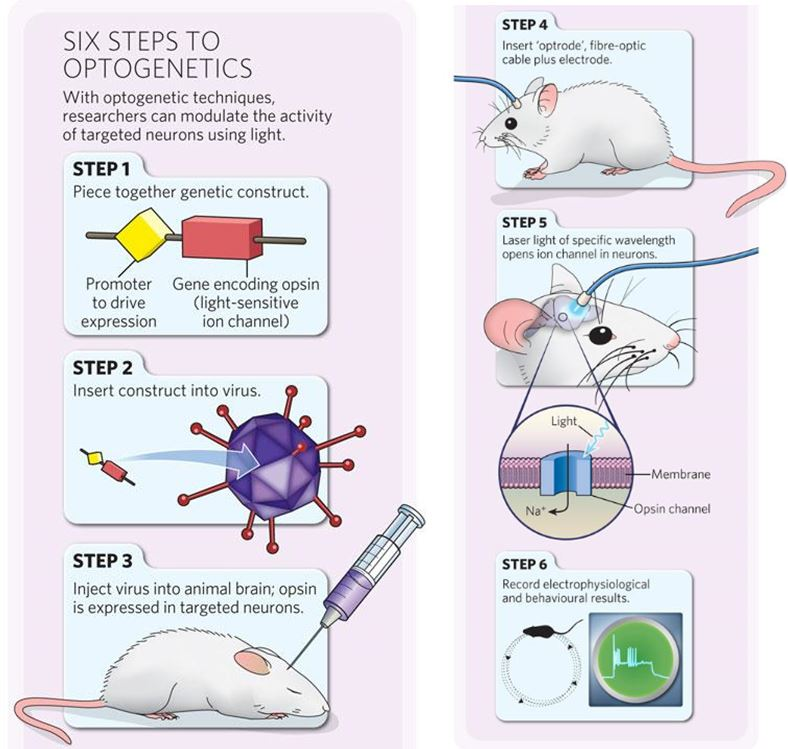 SIX STEPS TO
OPTOGENETICS
With optogenetic techniques,
researchers can modulate the activity
of targeted neurons using light.
STEP 1
Piece together genetic construct.
Promoter
to drive
expression
Gene encoding opsin
(light-sensitive
ion channel)
STEP 2
Insert construct into virus.
STEP 3
Inject virus into animal brain; opsin
is expressed in targeted neurons.
STEP 4
Insert ‘optrode’, fibre-optic
cable plus electrode.
STEP 5
Laser light of specific wavelength
opens ion channel in neurons.
Light
Membrane
Na⁺
Opsin channel
STEP 6
Record electrophysiological
and behavioural results.